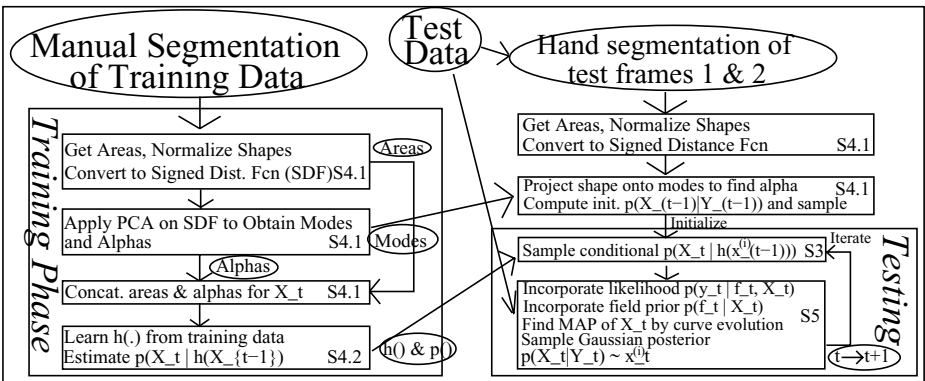 Manual Segmentation
of Training Data
Training Phase
Get Areas, Normalize Shapes
Convert to Signed Dist. Fcn (SDF)S4.1
Areas
Apply PCA on SDF to Obtain Modes
and Alphas S4.1
Modes
Alphas
Concat. areas & alphas for X_t S4.1
Learn h(.) from training data
Estimate p(X_t | h(X_{t−1}) S4.2
h() & p()
Test
Data
Hand segmentation of
test frames 1 & 2
Get Areas, Normalize Shapes
Convert to Signed Distance Fcn S4.1
Project shape onto modes to find alpha S4.1
Compute init. p(X_(t−1)|Y_(t−1)) and sample
Initialize
Testing
Sample conditional p(X_t | h(x^(i)_(t−1))) S3
Iterate
Incorporate likelihood p(y_t | f_t, X_t)
Incorporate field prior p(f_t | X_t)
Find MAP of X_t by curve evolution S5
Sample Gaussian posterior
p(X_t|Y_t) ~ x^(i)t
t→t+1